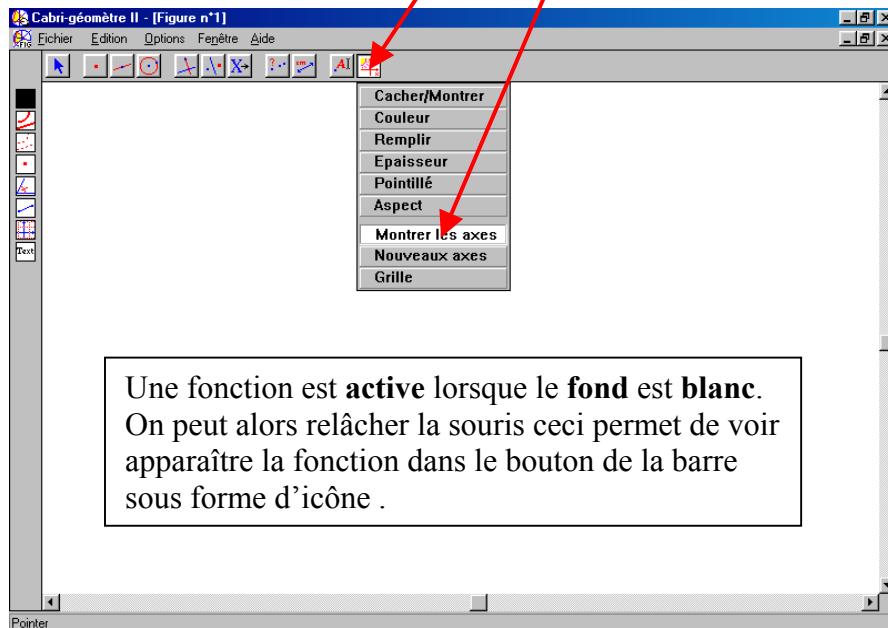 Cabri-géomètre II - [Figure n°1]
Fichier Edition Options Fenêtre Aide
Cacher/Montrer
Couleur
Remplir
Epaisseur
Pointillé
Aspect
Montrer les axes
Nouveaux axes
Grille
Text
Une fonction est active lorsque le fond est blanc.
On peut alors relâcher la souris ceci permet de voir
apparaître la fonction dans le bouton de la barre
sous forme d’icône .
Pointer